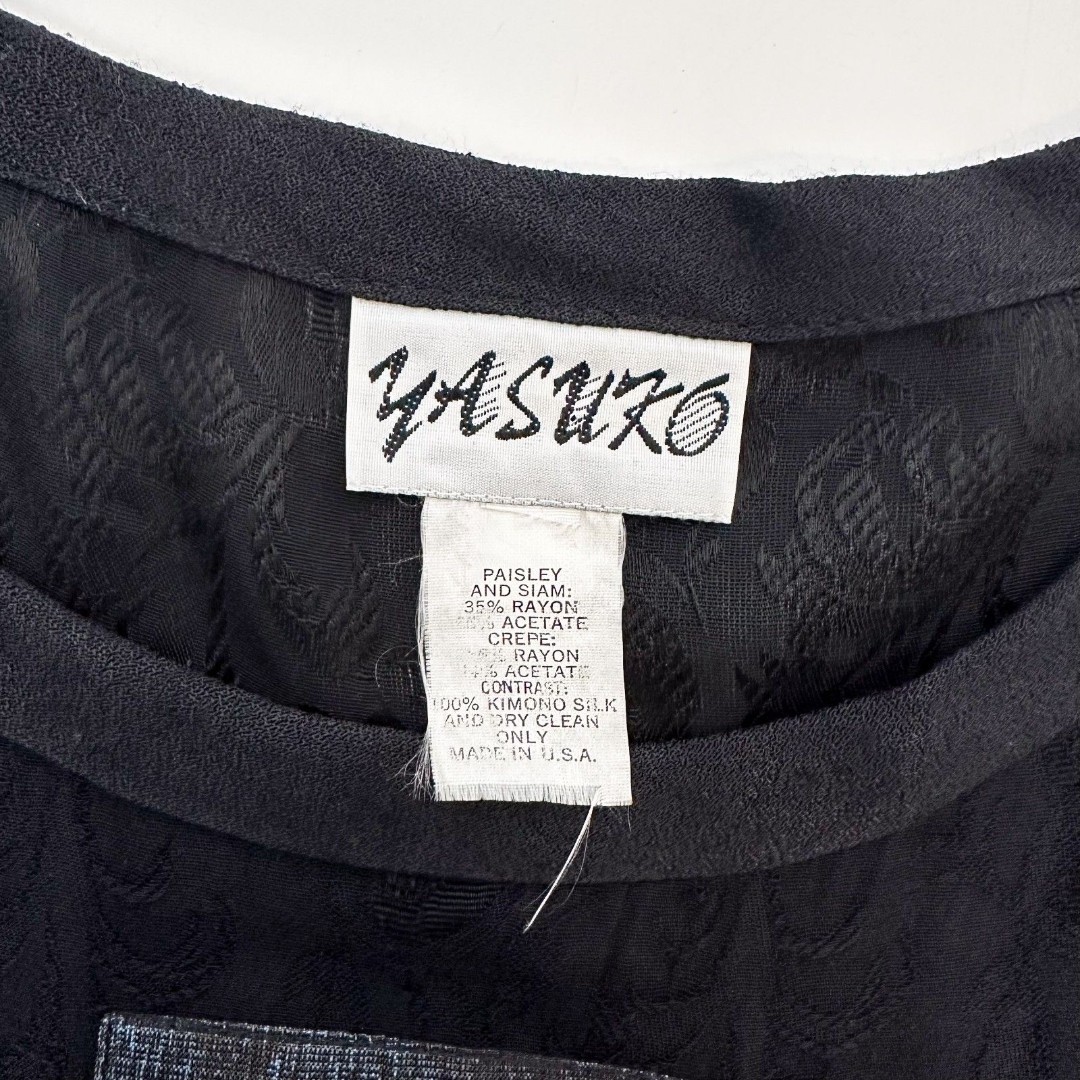 YASUKO
PAISLEY
AND SIAM:
35% RAYON
ACETATE
CREPE:
RAYON
ACETATE
CONTRAST:
100% KIMONO SILK
AND DRY CLEAN
ONLY
MADE IN U.S.A.